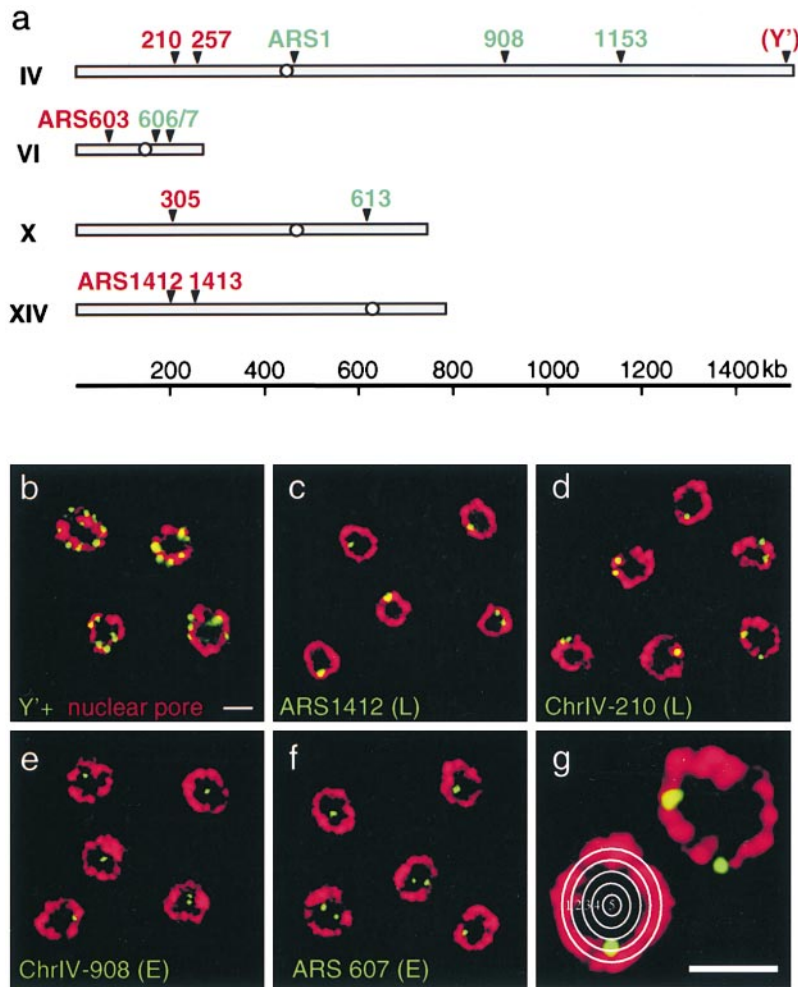 a
210 257 ARS1 908 1153 (Y')
IV
ARS603 606/7
VI
305 613
X
ARS1412 1413
XIV
200 400 600 800 1000 1200 1400 kb
b
Y'+ nuclear pore
c
ARS1412 (L)
d
ChrIV-210 (L)
e
ChrIV-908 (E)
f
ARS 607 (E)
g
1 2 3 4 5